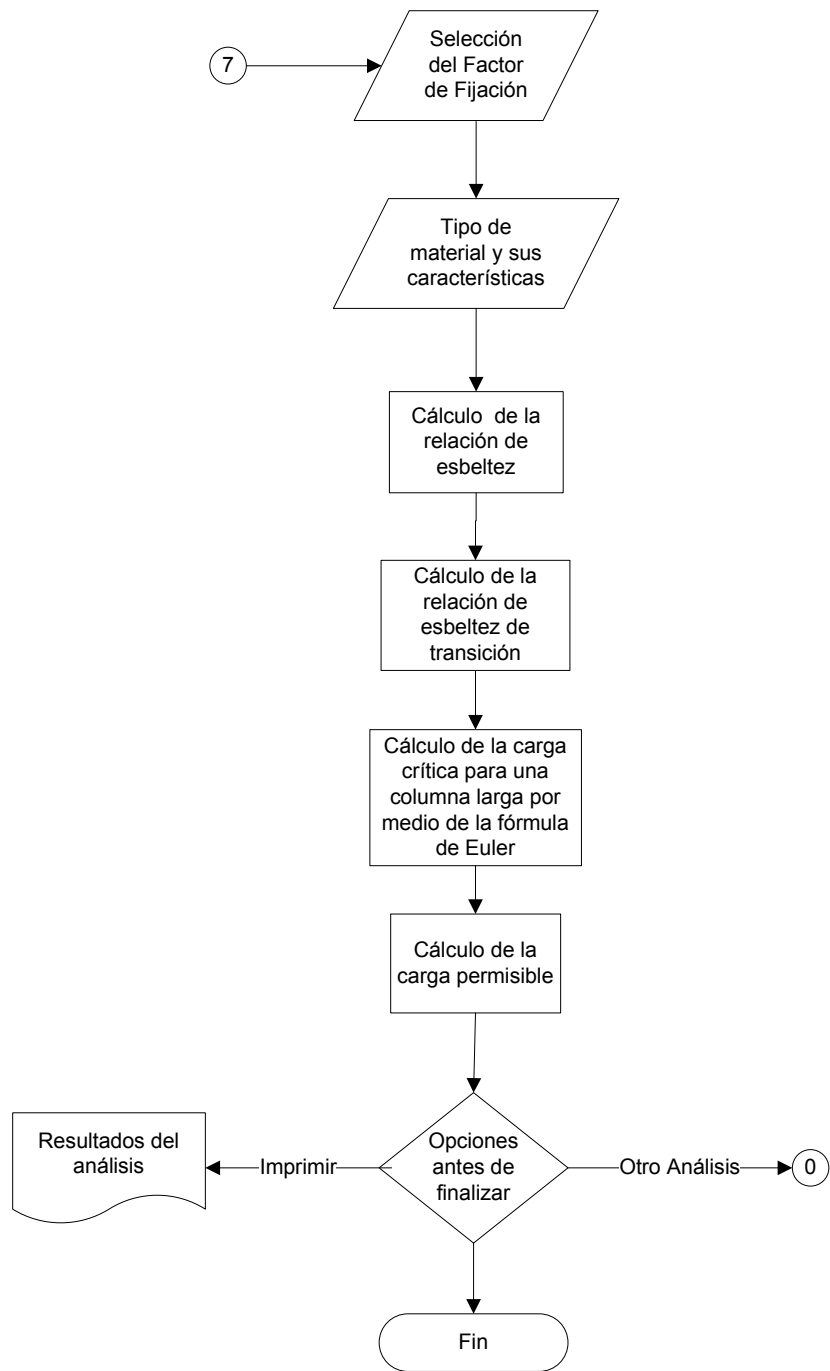 7
Selección
del Factor
de Fijación
Tipo de
material y sus
características
Cálculo de la
relación de
esbeltez
Cálculo de la
relación de
esbeltez de
transición
Cálculo de la carga
crítica para una
columna larga por
medio de la fórmula
de Euler
Cálculo de la
carga permisible
Resultados del
análisis
Imprimir
Opciones
antes de
finalizar
Otro Análisis
0
Fin